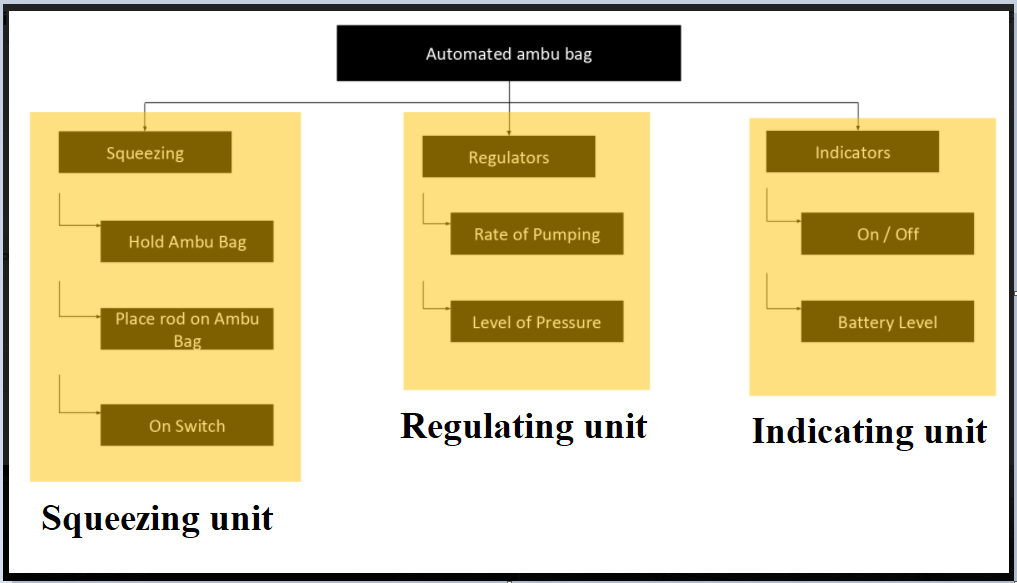 Automated ambu bag
Squeezing
Hold Ambu Bag
Place rod on Ambu
Bag
On Switch
Squeezing unit
Regulators
Rate of Pumping
Level of Pressure
Regulating unit
Indicators
On / Off
Battery Level
Indicating unit